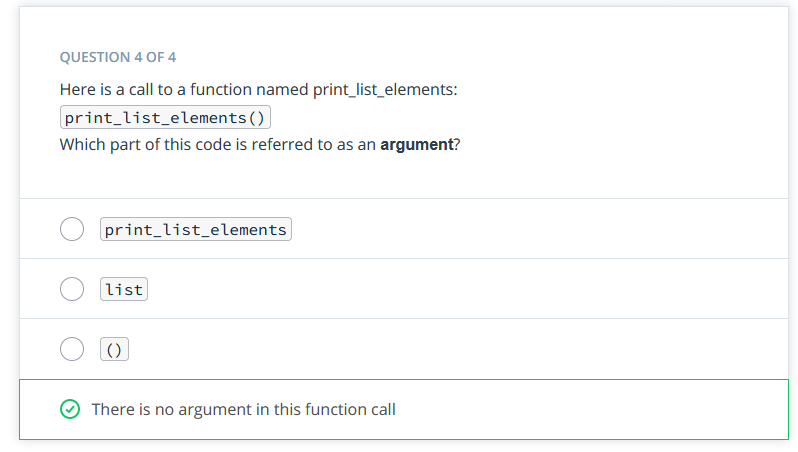 QUESTION 4 OF 4
Here is a call to a function named print_list_elements:
print_list_elements()
Which part of this code is referred to as an argument?
print_list_elements
list
()
There is no argument in this function call